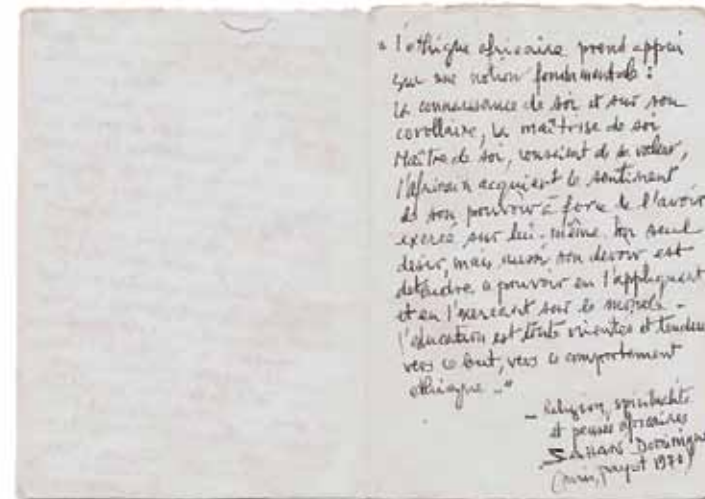 "l'éthique africaine prend appui
sur une notion fondamentale :
la connaissance de soi et sur son
corollaire, la maîtrise de soi
Maître de soi, conscient de sa valeur,
l'africain acquiert le sentiment
de son pouvoir à force de l'avoir
exercé sur lui-même. Son seul
désir, mais aussi son devoir est
d'étendre ce pouvoir en l'appliquant
et en l'exerçant sur le monde -
l'éducation est toute orientée et tendue
vers ce but, vers ce comportement
éthique .."
- Religion, spiritualité
et pensée africaines
Dominique
(Paris, payot 1970)